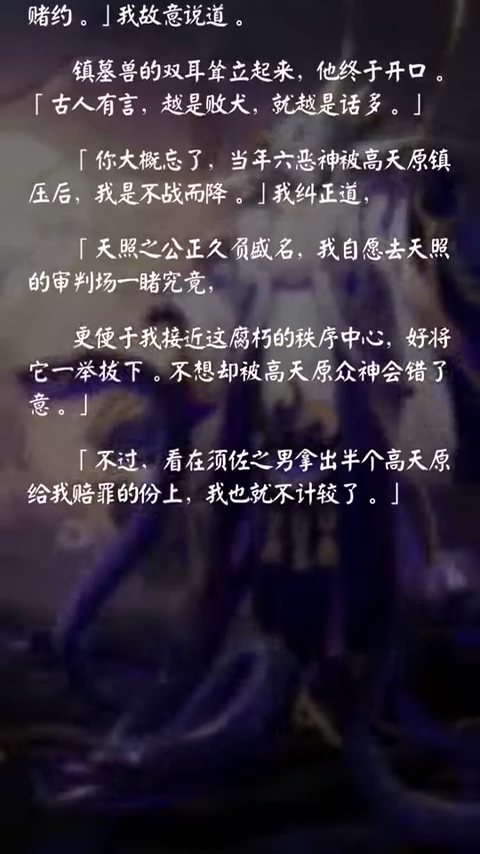 赌约。」我故意说道。
镇墓兽的双耳耸立起来，他终于开口。
「古人有言，越是败犬，就越是话多。」
「你大概忘了，当年六恶神被高天原镇
压后，我是不战而降。」我纠正道，
「天照之公正久负盛名，我自愿去天照
的审判场一睹究竟，
更便于我接近这腐朽的秩序中心，好将
它一举拔下。不想却被高天原众神会错了
意。」
「不过，看在须佐之男拿出半个高天原
给我赔罪的份上，我也就不计较了。」